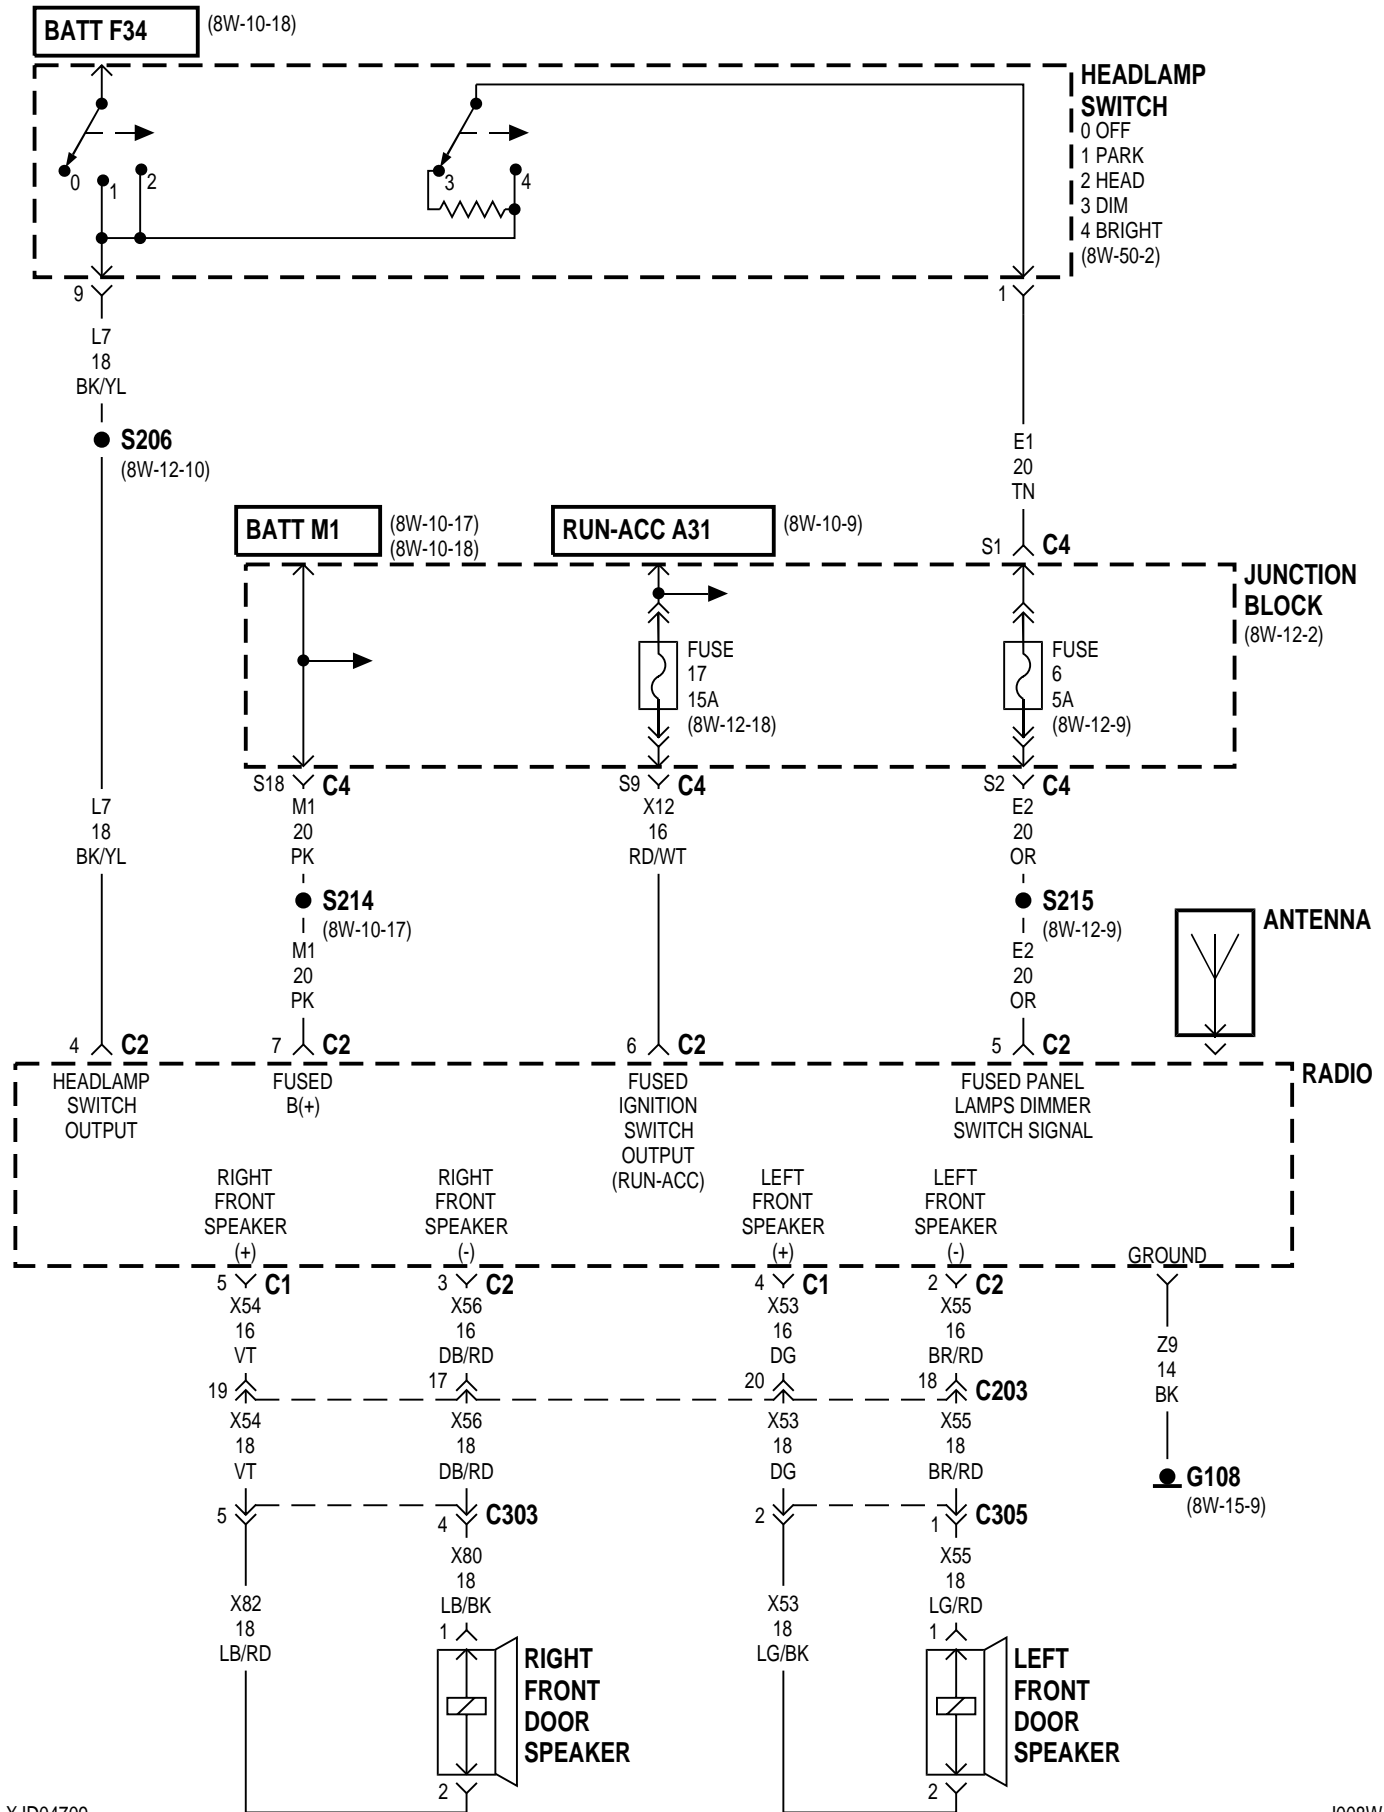 BATT F34
(8W-10-18)
HEADLAMP
SWITCH
0 OFF
1 PARK
2 HEAD
3 DIM
4 BRIGHT
(8W-50-2)
0
1
2
3
4
9
1
L7
18
BK/YL
S206
(8W-12-10)
E1
20
TN
BATT M1
(8W-10-17)
(8W-10-18)
RUN-ACC A31
(8W-10-9)
S1
C4
JUNCTION
BLOCK
(8W-12-2)
FUSE
17
15A
(8W-12-18)
FUSE
6
5A
(8W-12-9)
S18
C4
S9
C4
S2
C4
L7
18
BK/YL
M1
20
PK
X12
16
RD/WT
E2
20
OR
S214
(8W-10-17)
S215
(8W-12-9)
ANTENNA
M1
20
PK
E2
20
OR
4
C2
7
C2
6
C2
5
C2
RADIO
HEADLAMP
SWITCH
OUTPUT
FUSED
B(+)
FUSED
IGNITION
SWITCH
OUTPUT
(RUN-ACC)
FUSED PANEL
LAMPS DIMMER
SWITCH SIGNAL
RIGHT
FRONT
SPEAKER
(+)
RIGHT
FRONT
SPEAKER
(-)
LEFT
FRONT
SPEAKER
(+)
LEFT
FRONT
SPEAKER
(-)
GROUND
5
C1
3
C2
4
C1
2
C2
X54
16
VT
X56
16
DB/RD
X53
16
DG
X55
16
BR/RD
Z9
14
BK
19
17
20
18
C203
X54
18
VT
X56
18
DB/RD
X53
18
DG
X55
18
BR/RD
G108
(8W-15-9)
5
4
C303
2
1
C305
X82
18
LB/RD
X80
18
LB/BK
X53
18
LG/BK
X55
18
LG/RD
1
1
RIGHT
FRONT
DOOR
SPEAKER
LEFT
FRONT
DOOR
SPEAKER
2
2